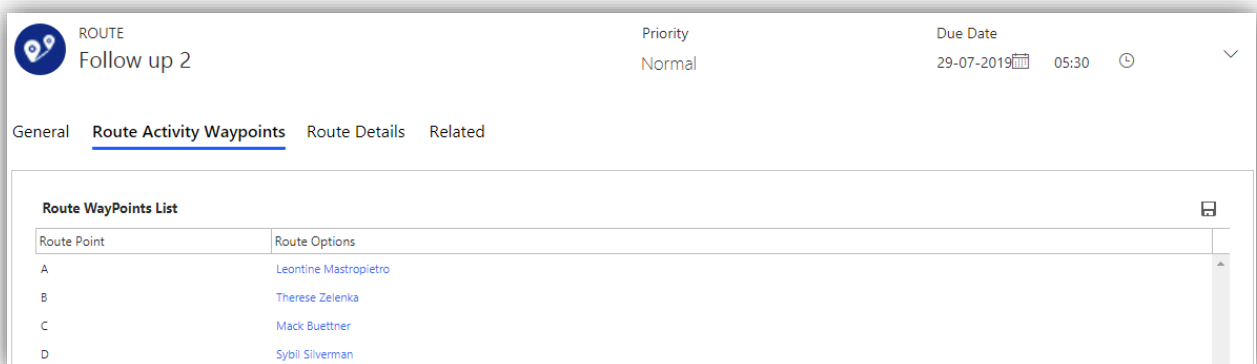 ROUTE
Follow up 2
Priority
Normal
Due Date
29-07-2019 05:30
General Route Activity Waypoints Route Details Related
Route WayPoints List
Route Point Route Options
A Leontine Mastropietro
B Therese Zelenka
C Mack Buettner
D Sybil Silverman